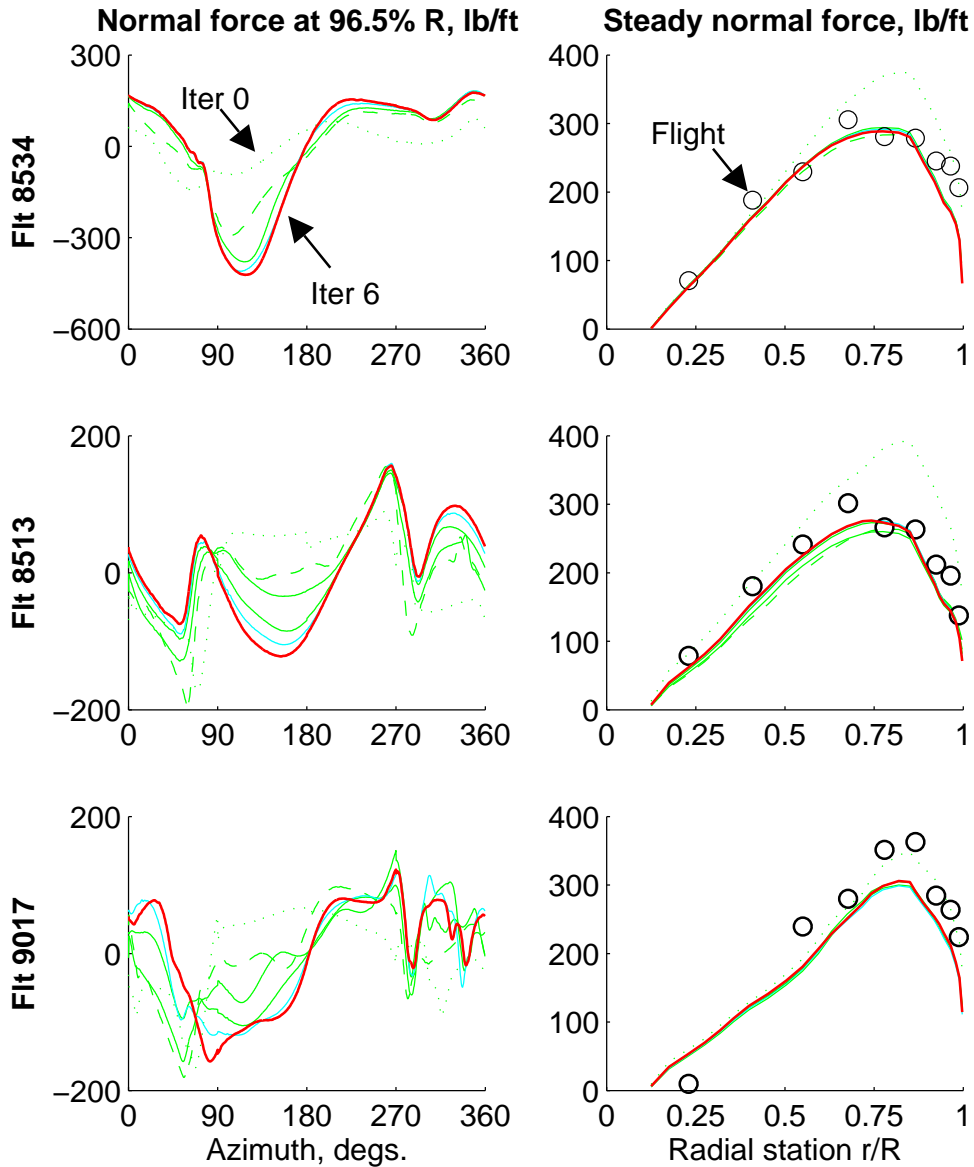 Normal force at 96.5% R, lb/ft
Steady normal force, lb/ft
Flt 8534
300
0
−300
−600
Iter 0
Iter 6
0 90 180 270 360
400
300
200
100
0
Flight
0 0.25 0.5 0.75 1
Flt 8513
200
0
−200
0 90 180 270 360
400
300
200
100
0
0 0.25 0.5 0.75 1
Flt 9017
200
0
−200
0 90 180 270 360
Azimuth, degs.
400
300
200
100
0
0 0.25 0.5 0.75 1
Radial station r/R